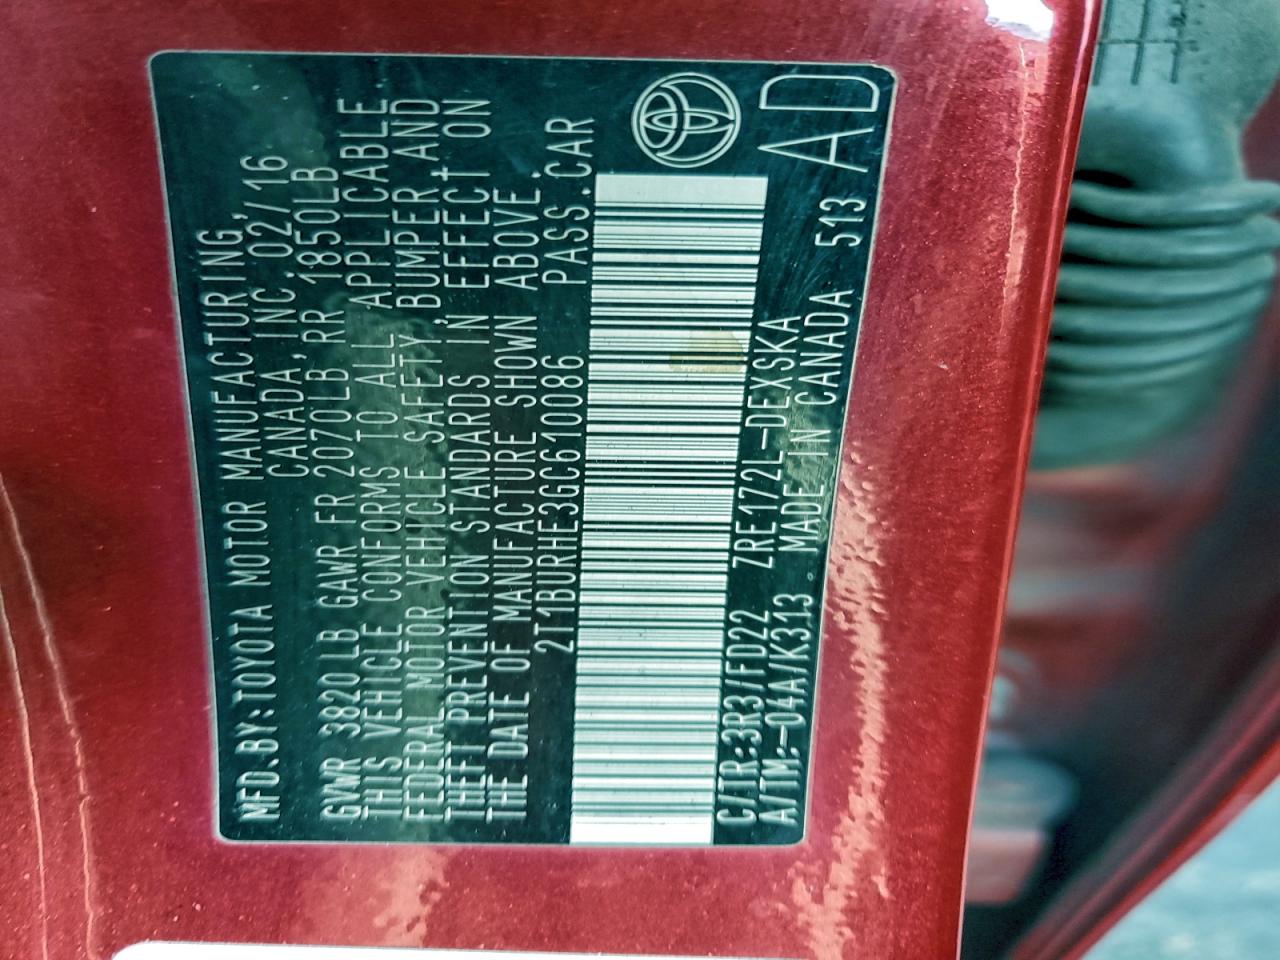 MFD.BY:TOYOTA MOTOR MANUFACTURING,
CANADA, INC. 02/16
GVWR 3820LB GAWR FR 2070LB RR 1850LB
THIS VEHICLE CONFORMS TO ALL APPLICABLE
FEDERAL MOTOR VEHICLE SAFETY, BUMPER AND
THEFT PREVENTION STANDARDS IN EFFECT ON
THE DATE OF MANUFACTURE SHOWN ABOVE.
2T1BURHE3GC610086 PASS.CAR
C/TR:3R3/FD22 ZRE172L-DEXSKA
A/TM:-04A/K313 MADE IN CANADA 513
AD